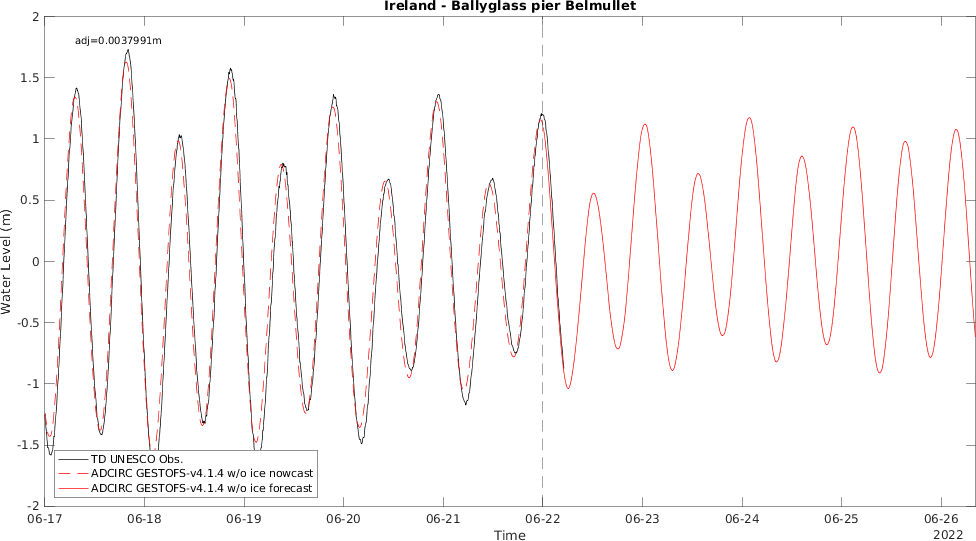 Ireland - Ballyglass pier Belmullet
adj=0.0037991m
2
1.5
1
0.5
0
-0.5
-1
-1.5
-2
Water Level (m)
TD UNESCO Obs.
ADCIRC GESTOFS-v4.1.4 w/o ice nowcast
ADCIRC GESTOFS-v4.1.4 w/o ice forecast
06-17 06-18 06-19 06-20 06-21 06-22 06-23 06-24 06-25 06-26
Time
2022